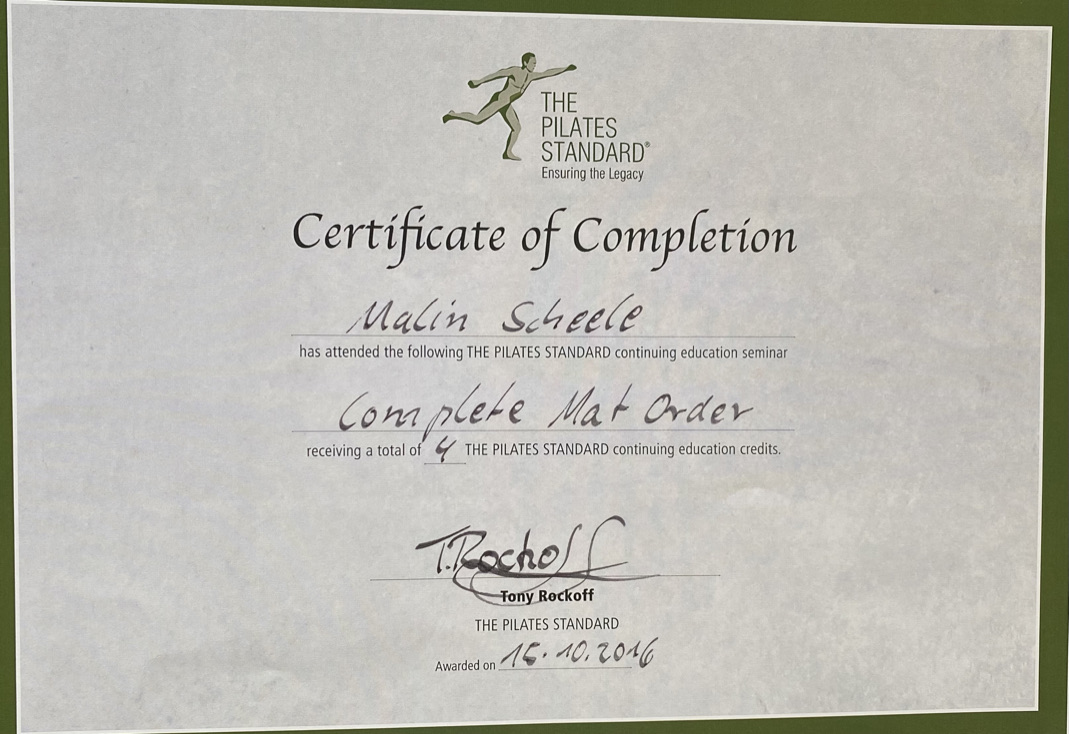 THE
PILATES
STANDARD®
Ensuring the Legacy
Certificate of Completion
Malin Scheele
has attended the following THE PILATES STANDARD continuing education seminar
Complete Mat Order
receiving a total of 4 THE PILATES STANDARD continuing education credits.
T.Rockoff
Tony Rockoff
THE PILATES STANDARD
Awarded on 15.10.2016